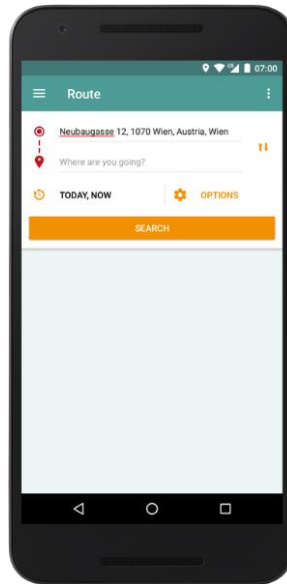 07:00
Route
Neubaugasse 12, 1070 Wien, Austria, Wien
Where are you going?
TODAY, NOW
OPTIONS
SEARCH